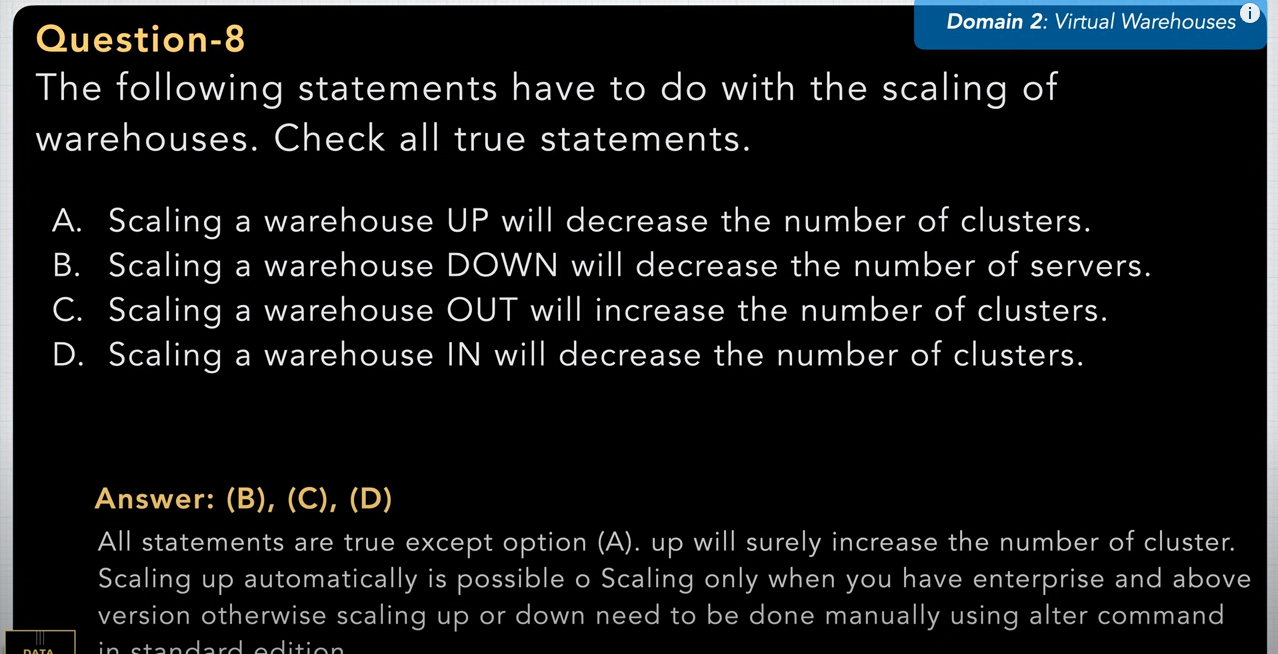 Domain 2: Virtual Warehouses
i
Question-8
The following statements have to do with the scaling of
warehouses. Check all true statements.
A. Scaling a warehouse UP will decrease the number of clusters.
B. Scaling a warehouse DOWN will decrease the number of servers.
C. Scaling a warehouse OUT will increase the number of clusters.
D. Scaling a warehouse IN will decrease the number of clusters.
Answer: (B), (C), (D)
All statements are true except option (A). up will surely increase the number of cluster.
Scaling up automatically is possible o Scaling only when you have enterprise and above
version otherwise scaling up or down need to be done manually using alter command
in standard edition
DATA